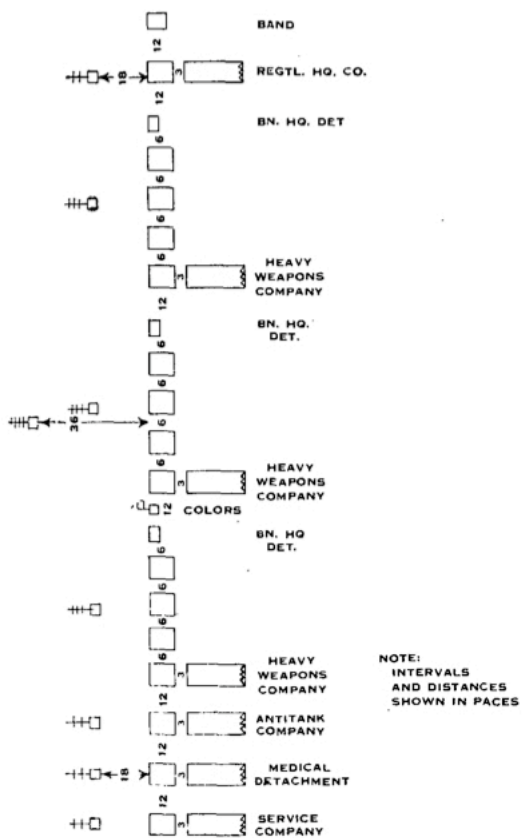 BAND
12
REGTL. HQ. CO.
18
3
12
BN. HQ. DET
6
6
6
6
HEAVY
WEAPONS
COMPANY
3
12
BN. HQ.
DET.
6
6
36
6
6
HEAVY
WEAPONS
COMPANY
3
12
COLORS
BN. HQ
DET.
6
6
6
6
HEAVY
WEAPONS
COMPANY
3
NOTE:
INTERVALS
AND DISTANCES
SHOWN IN PACES
12
ANTITANK
COMPANY
3
12
MEDICAL
DETACHMENT
18
3
12
SERVICE
COMPANY
3